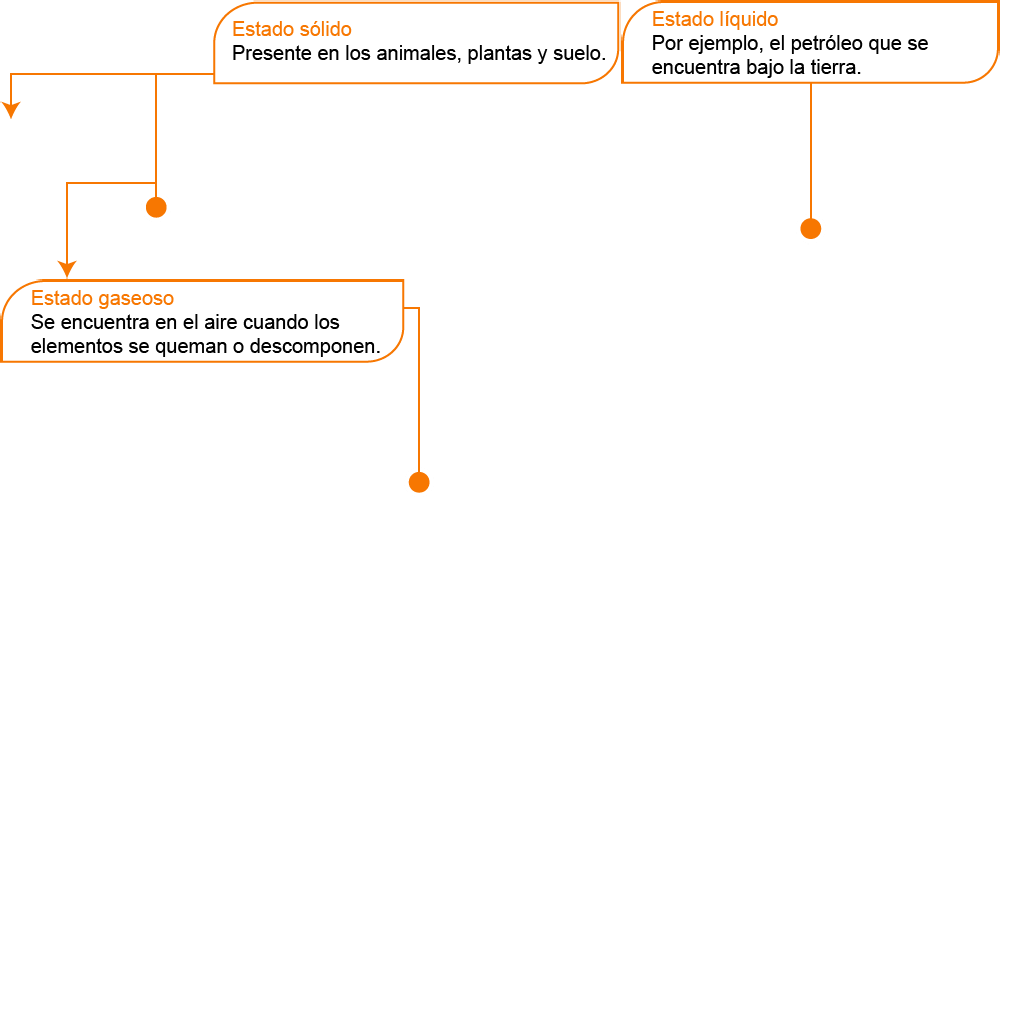 Estado sólido
Presente en los animales, plantas y suelo.
Estado líquido
Por ejemplo, el petróleo que se
encuentra bajo la tierra.
Estado gaseoso
Se encuentra en el aire cuando los
elementos se queman o descomponen.